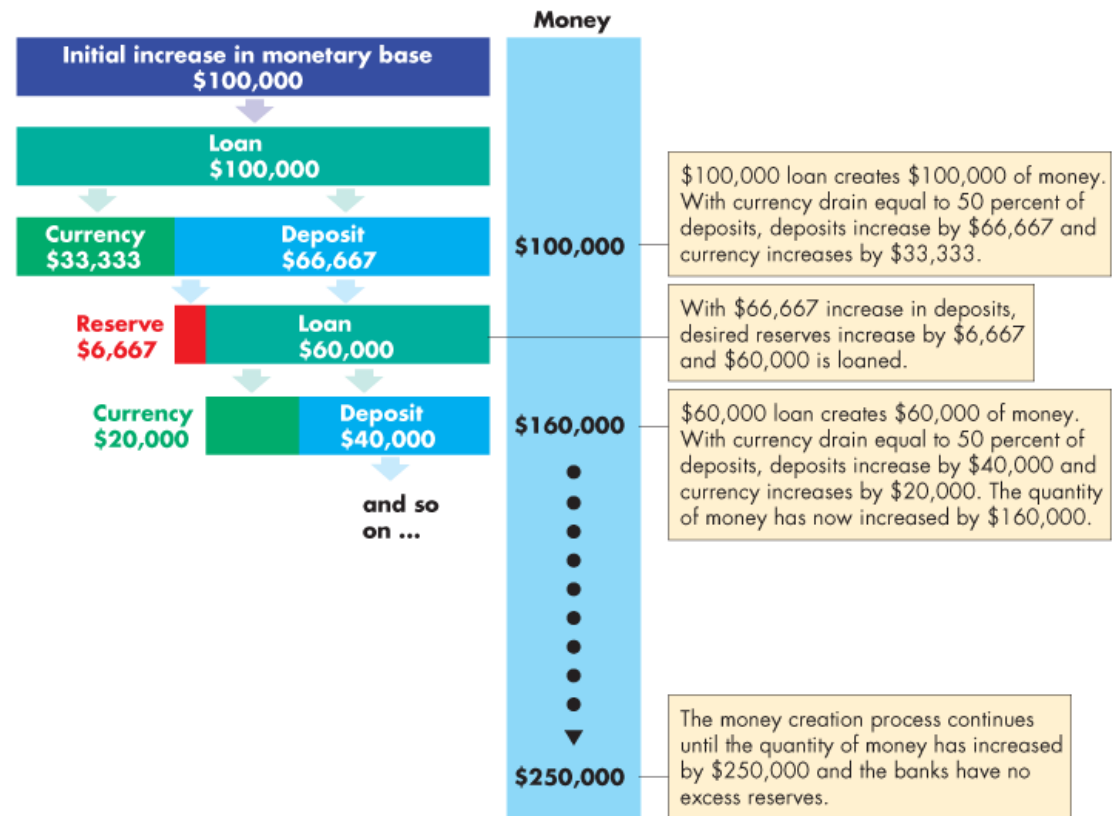 Money
Initial increase in monetary base
$100,000
Loan
$100,000
Currency
$33,333
Deposit
$66,667
$100,000
$100,000 loan creates $100,000 of money.
With currency drain equal to 50 percent of
deposits, deposits increase by $66,667 and
currency increases by $33,333.
Reserve
$6,667
Loan
$60,000
With $66,667 increase in deposits,
desired reserves increase by $6,667
and $60,000 is loaned.
Currency
$20,000
Deposit
$40,000
$160,000
$60,000 loan creates $60,000 of money.
With currency drain equal to 50 percent of
deposits, deposits increase by $40,000 and
currency increases by $20,000. The quantity
of money has now increased by $160,000.
and so
on ...
$250,000
The money creation process continues
until the quantity of money has increased
by $250,000 and the banks have no
excess reserves.